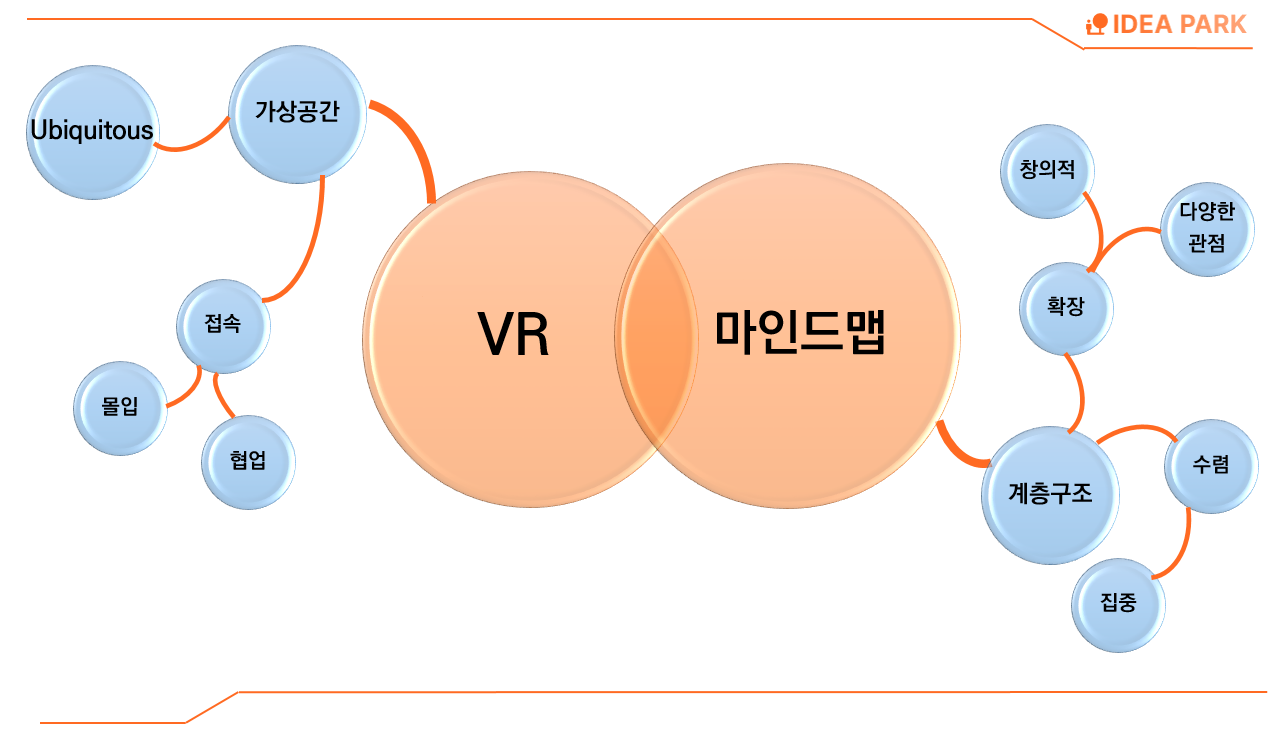 IDEA PARK
Ubiquitous
가상공간
접속
몰입
협업
VR
마인드맵
창의적
다양한
관점
확장
계층구조
수렴
집중